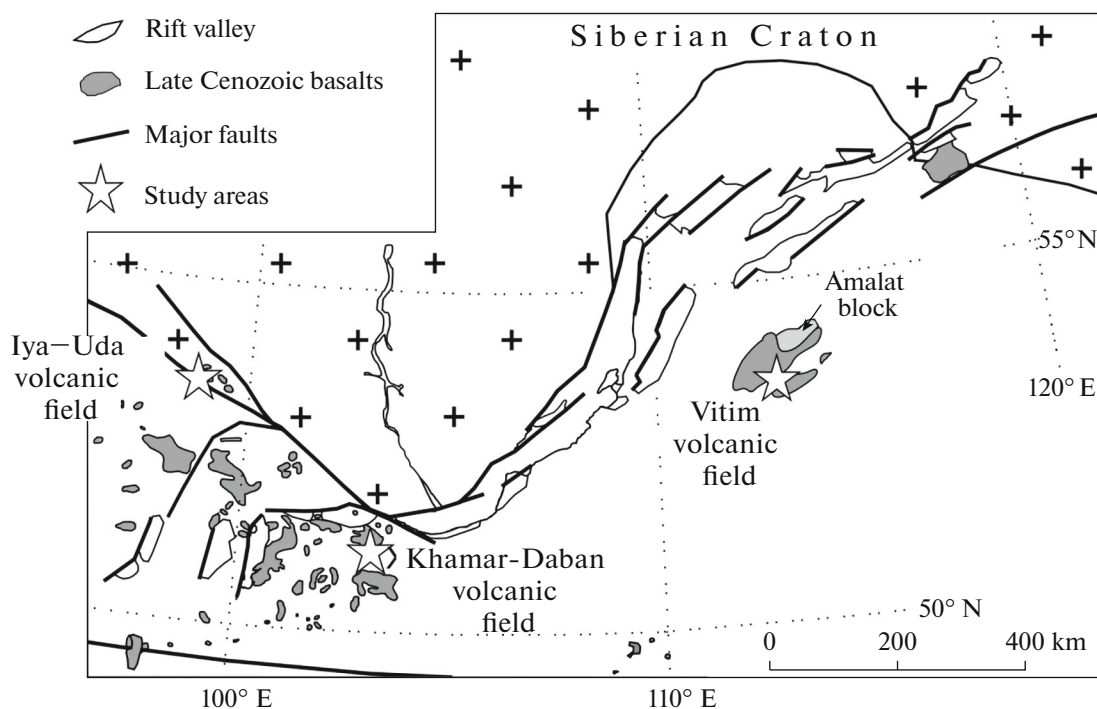 Rift valley
Late Cenozoic basalts
Major faults
Study areas
Siberian Craton
55° N
Amalat
block
120° E
Iya–Uda
volcanic
field
Vitim
volcanic
field
Khamar-Daban
volcanic
field
50° N
0 200 400 km
100° E
110° E